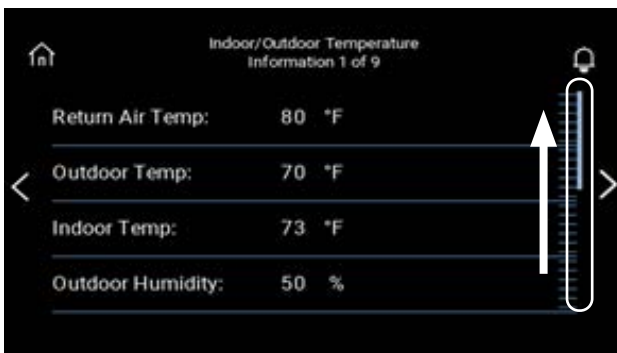 Indoor/Outdoor Temperature
Information 1 of 9
Return Air Temp: 80 °F
Outdoor Temp: 70 °F
Indoor Temp: 73 °F
Outdoor Humidity: 50 %